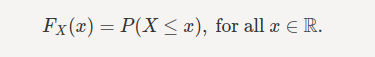 F_X(x) = P(X ≤ x), for all x ∈ ℝ.